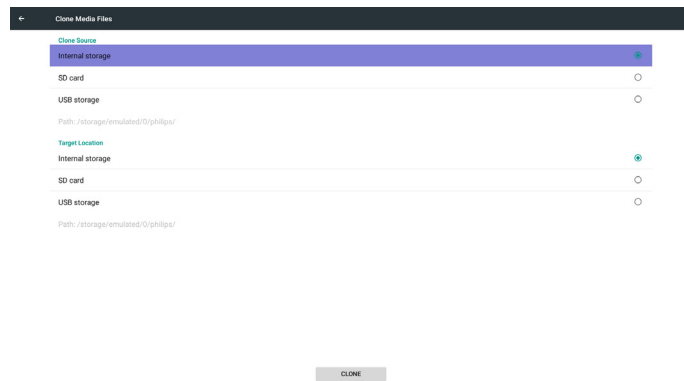 Clone Media Files
Clone Source
Internal storage
SD card
USB storage
Path: /storage/emulated/0/philips/
Target Location
Internal storage
SD card
USB storage
Path: /storage/emulated/0/philips/
CLONE